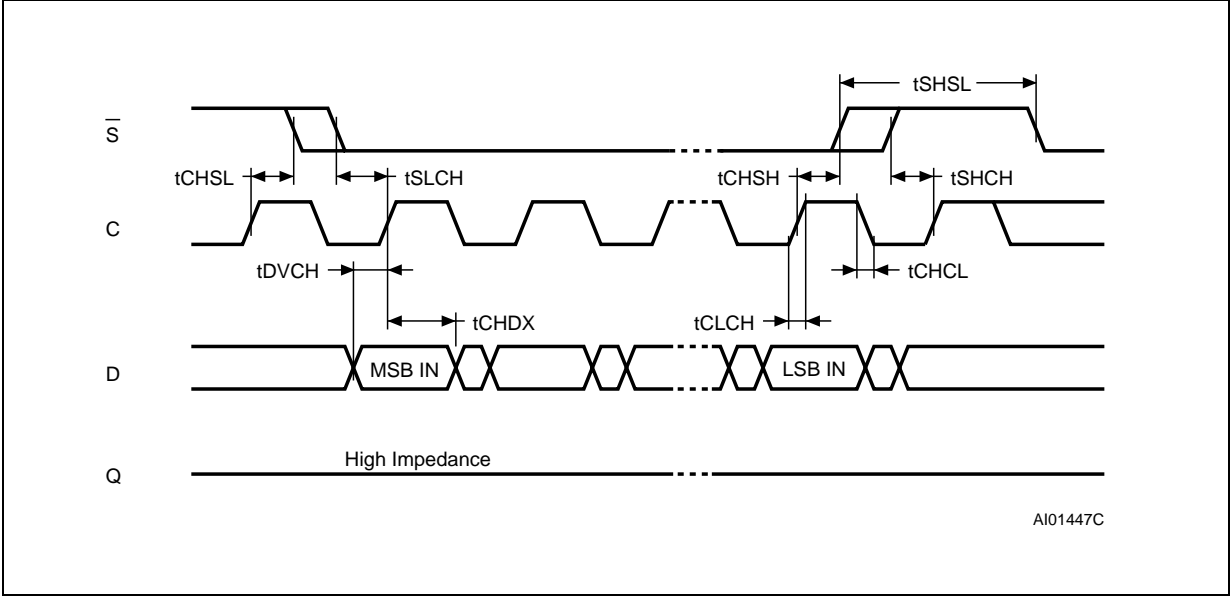 tSHSL
S̅
tCHSL
tSLCH
tCHSH
tSHCH
C
tDVCH
tCHCL
tCHDX
tCLCH
D
MSB IN
LSB IN
High Impedance
Q
AI01447C